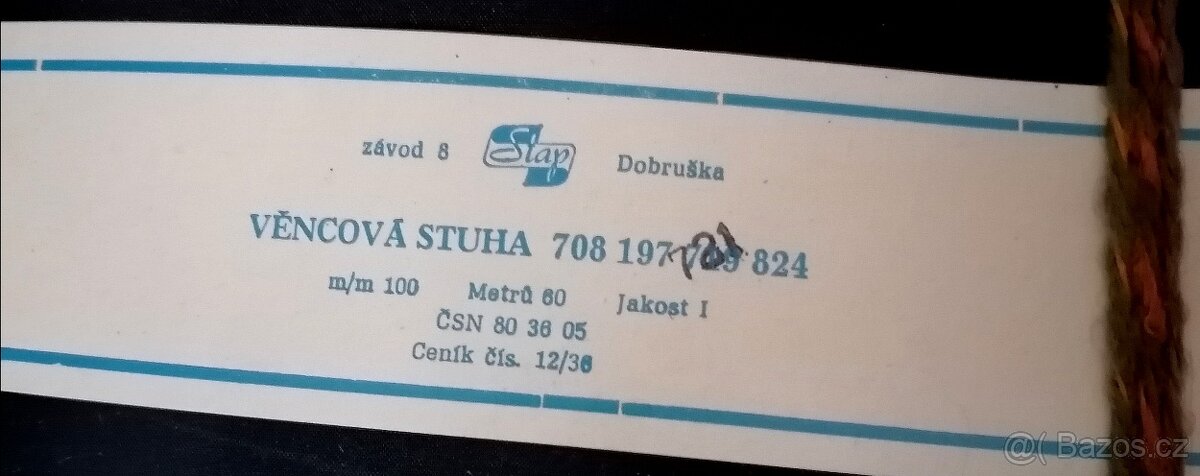 závod 8 Stap Dobruška
VĚNCOVÁ STUHA 708 197 824
m/m 100 Metrů 60 Jakost I
ČSN 80 36 05
Ceník čís. 12/36
@( Bazos.cz